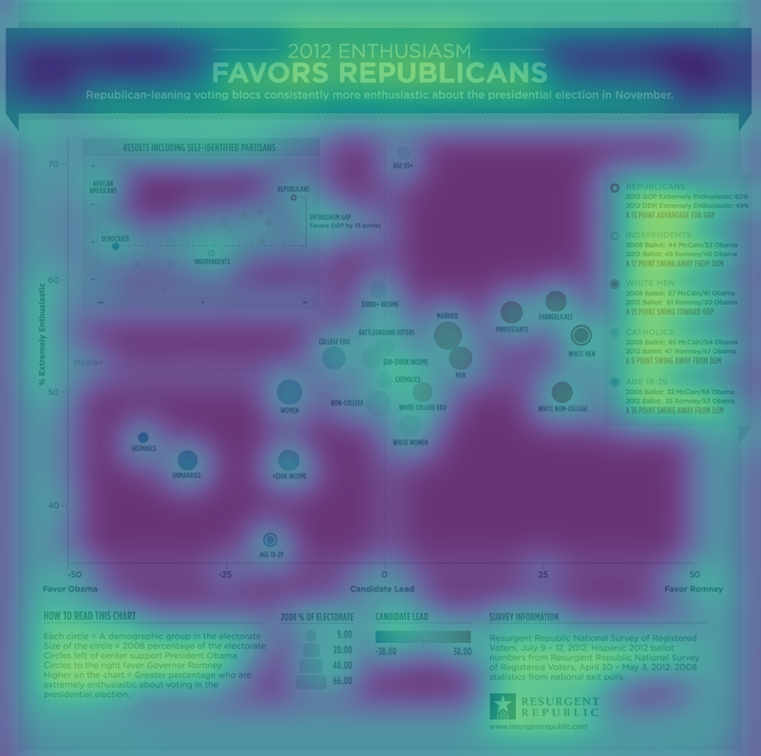 2012 ENTHUSIASM
FAVORS REPUBLICANS
Republican-leaning voting blocs consistently more enthusiastic about the presidential election in November.
RESULTS INCLUDING SELF-IDENTIFIED PARTISANS
AFRICAN
AMERICANS
REPUBLICANS
ENTHUSIASM GAP
Favors GOP by 13 points
DEMOCRATS
INDEPENDENTS
70
60
50
40
% Extremely Enthusiastic
Median
AGE 65+
$100K+ INCOME
MARRIED
BATTLEGROUND VOTERS
COLLEGE EDU
$50-$100K INCOME
MEN
PROTESTANTS
EVANGELICALS
WHITE MEN
CATHOLICS
WOMEN
NON-COLLEGE
WHITE COLLEGE EDU
WHITE NON-COLLEGE
WHITE WOMEN
HISPANICS
UNMARRIED
<$50K INCOME
AGE 18-29
REPUBLICANS
2012 GOP Extremely Enthusiastic: 62%
2012 DEM Extremely Enthusiastic: 49%
A 13 POINT ADVANTAGE FOR GOP
INDEPENDENTS
2008 Ballot: 44 McCain/52 Obama
2012 Ballot: 45 Romney/40 Obama
A 12 POINT SWING AWAY FROM DEM
WHITE MEN
2008 Ballot: 57 McCain/41 Obama
2012 Ballot: 61 Romney/30 Obama
A 15 POINT SWING TOWARD GOP
CATHOLICS
2008 Ballot: 45 McCain/54 Obama
2012 Ballot: 47 Romney/47 Obama
A 9 POINT SWING AWAY FROM DEM
AGE 18-29
2008 Ballot: 32 McCain/66 Obama
2012 Ballot: 35 Romney/53 Obama
A 16 POINT SWING AWAY FROM DEM
-50
-25
0
25
50
Favor Obama
Candidate Lead
Favor Romney
HOW TO READ THIS CHART
Each circle = A demographic group in the electorate
Size of the circle = 2008 percentage of the electorate
Circles left of center support President Obama
Circles to the right favor Governor Romney
Higher on the chart = Greater percentage who are
extremely enthusiastic about voting in the
presidential election.
2008 % OF ELECTORATE
9.00
20.00
40.00
66.00
CANDIDATE LEAD
-38.00
38.00
SURVEY INFORMATION
Resurgent Republic National Survey of Registered
Voters, July 9 – 12, 2012. Hispanic 2012 ballot
numbers from Resurgent Republic National Survey
of Registered Voters, April 30 – May 3, 2012. 2008
statistics from national exit polls.
RESURGENT
REPUBLIC
www.resurgentrepublic.com